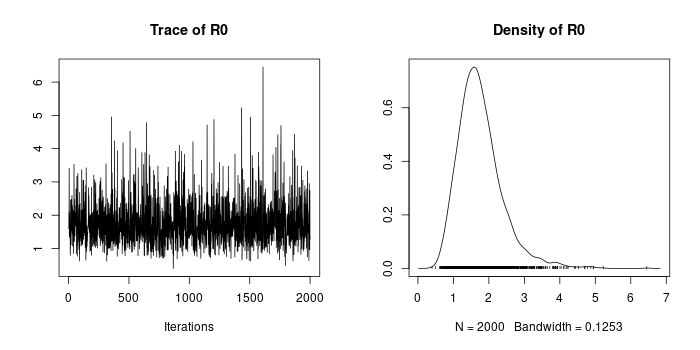 Trace of R0
6
5
4
3
2
1
0 500 1000 1500 2000
Iterations
Density of R0
0.6
0.4
0.2
0.0
0 1 2 3 4 5 6 7
N = 2000 Bandwidth = 0.1253